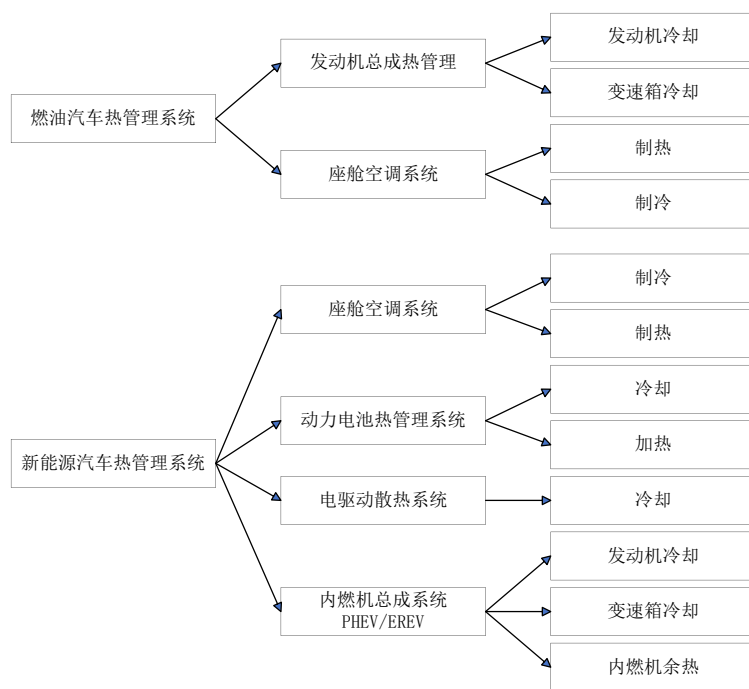 燃油汽车热管理系统
发动机总成热管理
发动机冷却
变速箱冷却
座舱空调系统
制热
制冷
新能源汽车热管理系统
座舱空调系统
制冷
制热
动力电池热管理系统
冷却
加热
电驱动散热系统
冷却
内燃机总成系统
PHEV/EREV
发动机冷却
变速箱冷却
内燃机余热